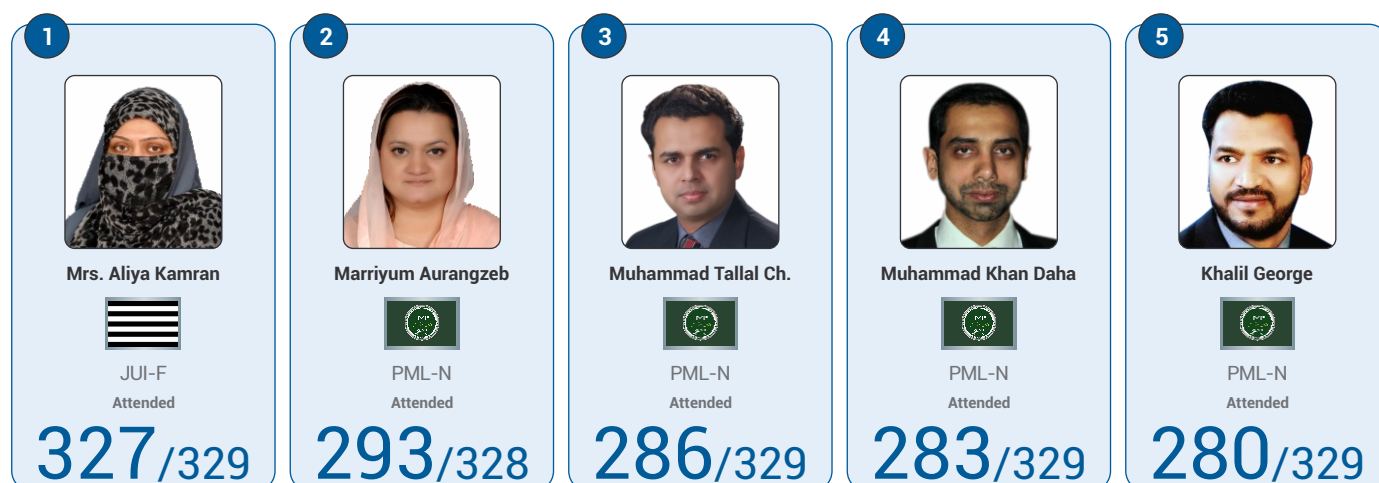 1
2
3
4
5
Mrs. Aliya Kamran
Marriyum Aurangzeb
Muhammad Tallal Ch.
Muhammad Khan Daha
Khalil George
JUI-F
PML-N
PML-N
PML-N
PML-N
Attended
Attended
Attended
Attended
Attended
327/329
293/328
286/329
283/329
280/329